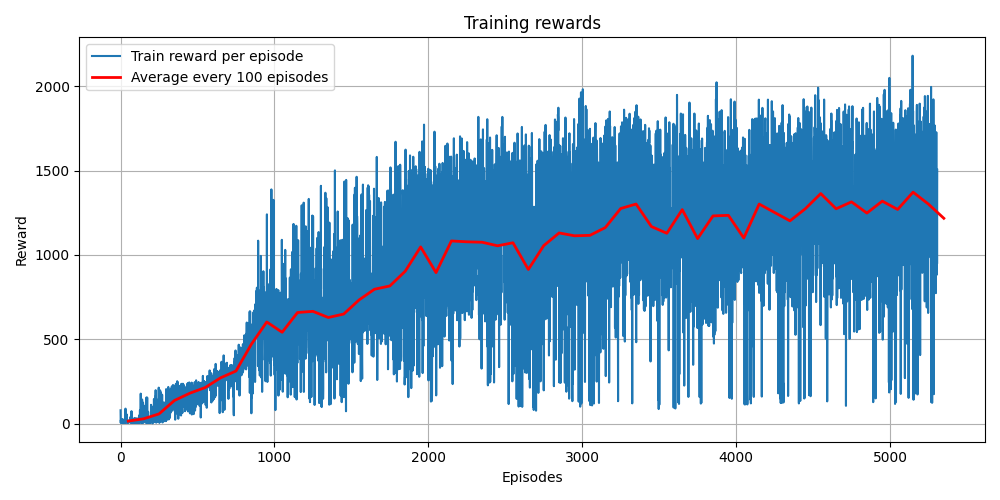 Training rewards
Train reward per episode
Average every 100 episodes
Reward
2000
1500
1000
500
0
0 1000 2000 3000 4000 5000
Episodes